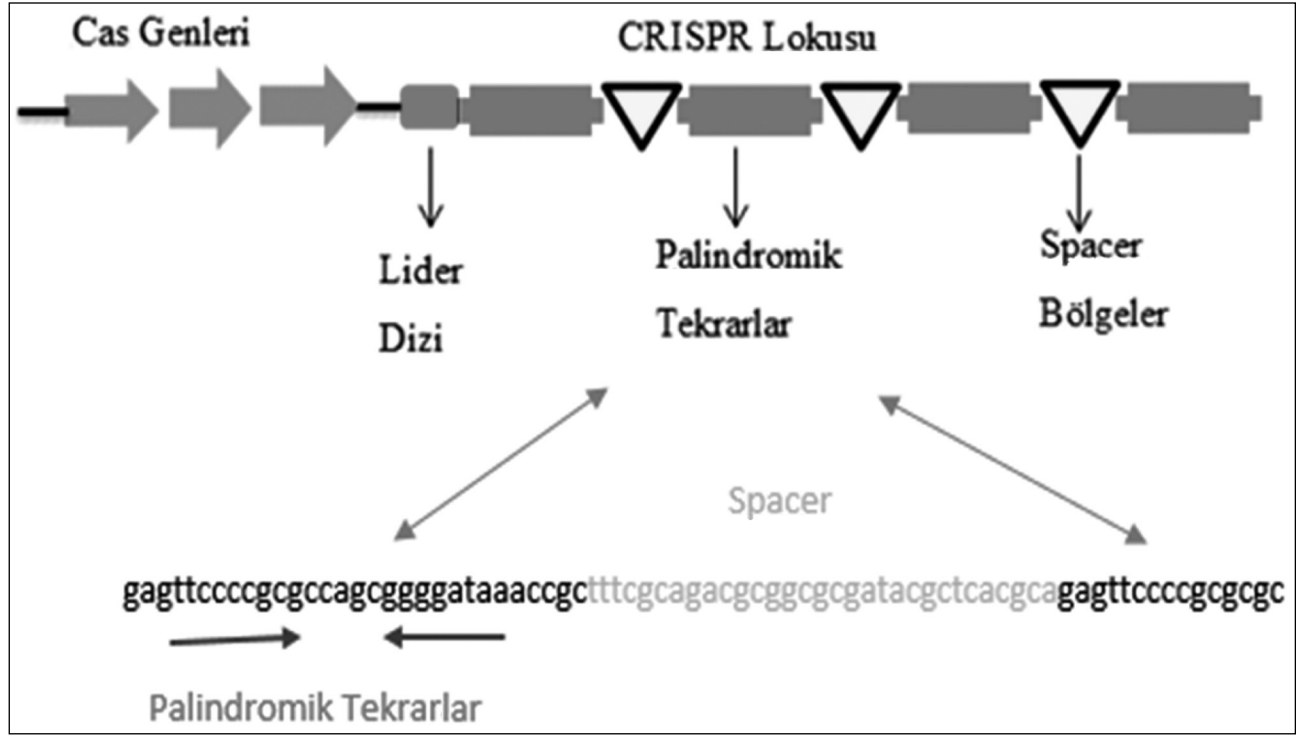 Cas Genleri
CRISPR Lokusu
Lider
Dizi
Palindromik
Tekrarlar
Spacer
Bölgeler
Spacer
gagttccccgcgccagcggggataaaccgctttcgcagacgcggcgcgatacgctcacgcagagttccccgcgcgc
Palindromik Tekrarlar